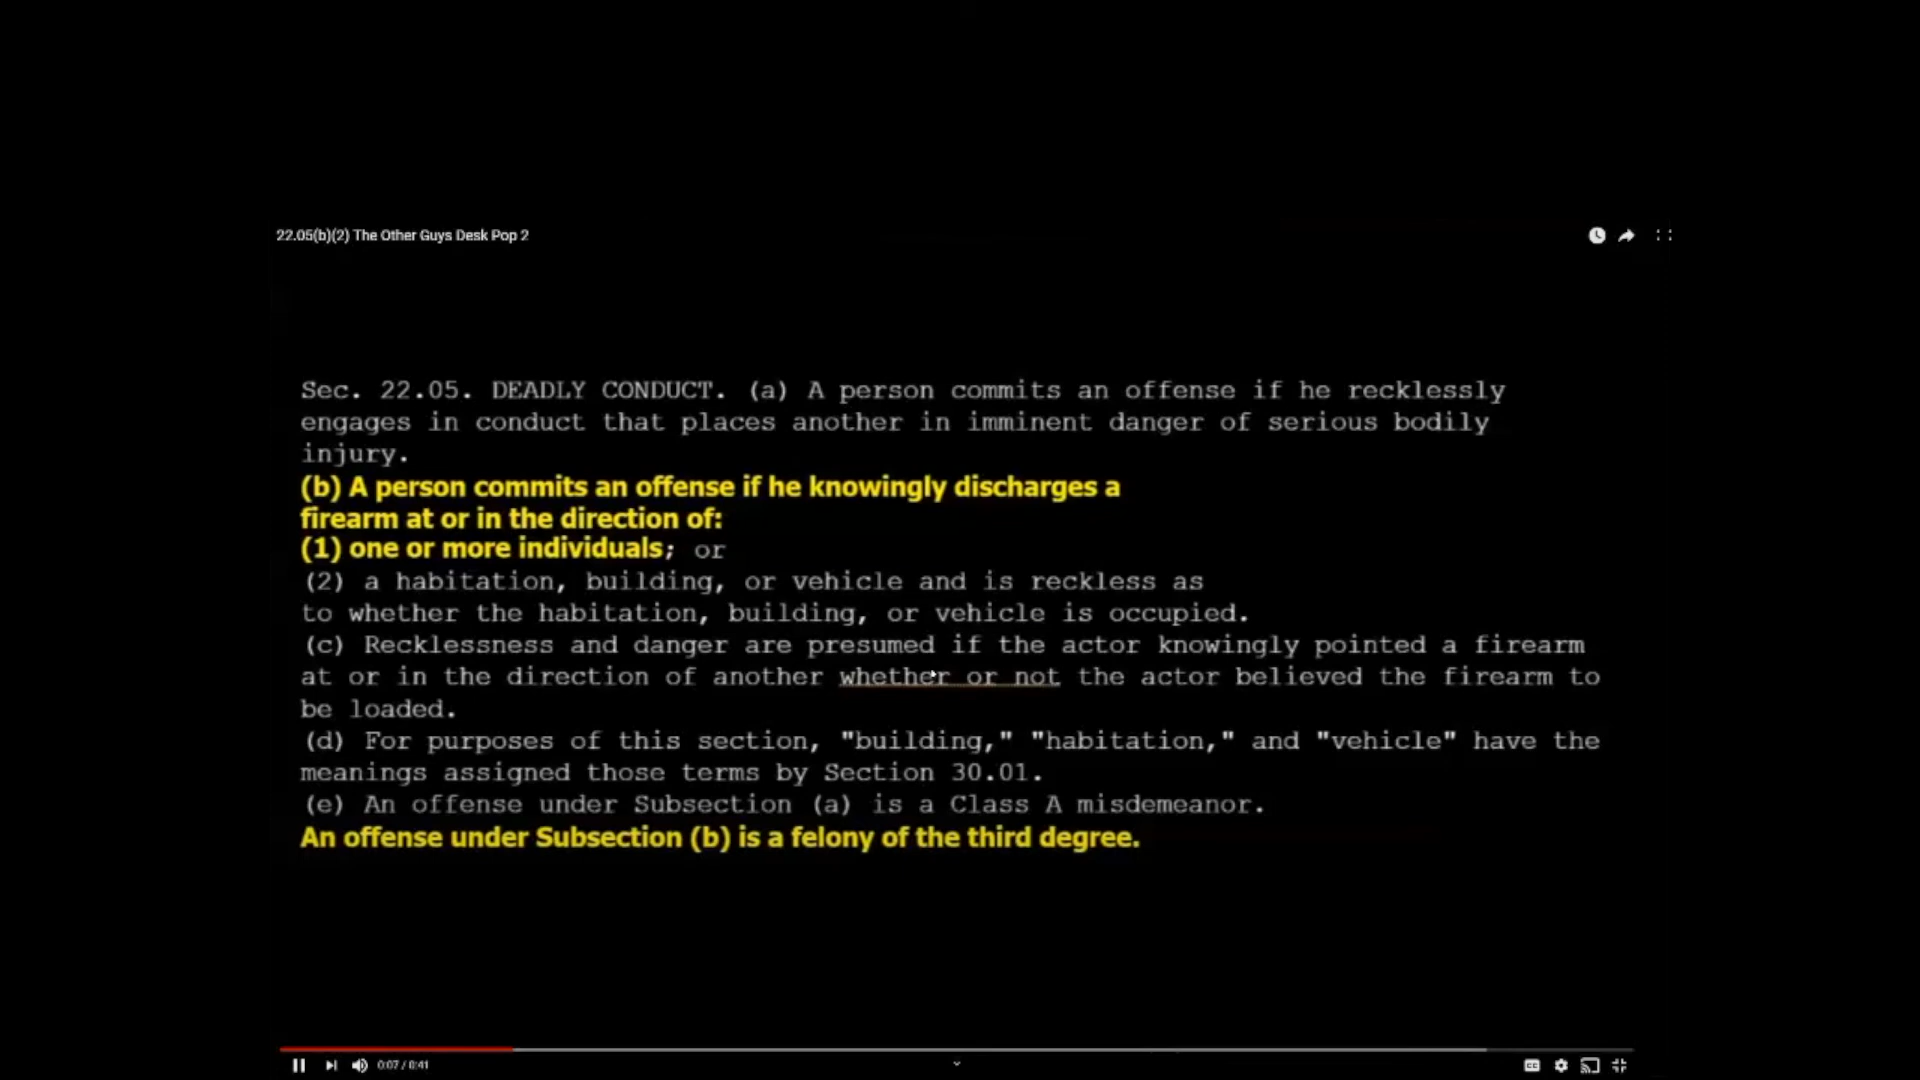 22.05(b)(2) The Other Guys Desk Pop 2
Sec. 22.05. DEADLY CONDUCT. (a) A person commits an offense if he recklessly
engages in conduct that places another in imminent danger of serious bodily
injury.
(b) A person commits an offense if he knowingly discharges a
firearm at or in the direction of:
(1) one or more individuals; or
(2) a habitation, building, or vehicle and is reckless as
to whether the habitation, building, or vehicle is occupied.
(c) Recklessness and danger are presumed if the actor knowingly pointed a firearm
at or in the direction of another whether or not the actor believed the firearm to
be loaded.
(d) For purposes of this section, "building," "habitation," and "vehicle" have the
meanings assigned those terms by Section 30.01.
(e) An offense under Subsection (a) is a Class A misdemeanor.
An offense under Subsection (b) is a felony of the third degree.
0:07 / 0:41